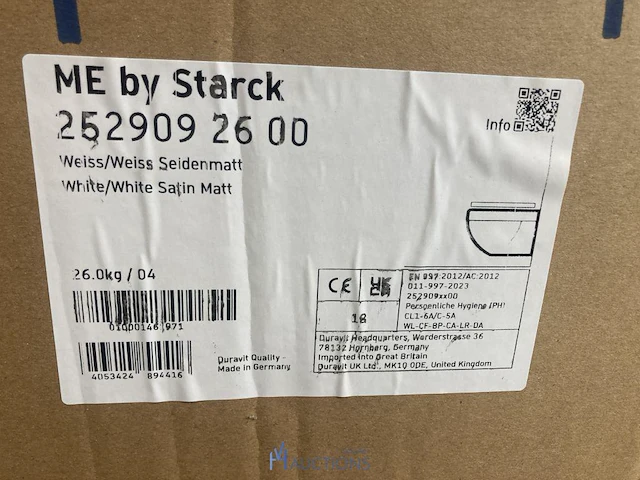 ME by Starck
252909 26 00
Info
Weiss/Weiss Seidenmatt
White/White Satin Matt
26.0kg / 04
01000146 971
4053424 894416
Duravit Quality -
Made in Germany
CE UKCA
18
EN 997:2012/AC:2012
011-997-2023
252909xx00
Persoenliche Hygiene (PH)
CL1-6A/C-5A
WL-CF-BP-CA-LR-DA
Duravit Headquarters, Werderstrasse 36
78132 Hornberg, Germany
Imported into Great Britain
Duravit UK Ltd., MK10 0DE, United Kingdom
AUCTIONS